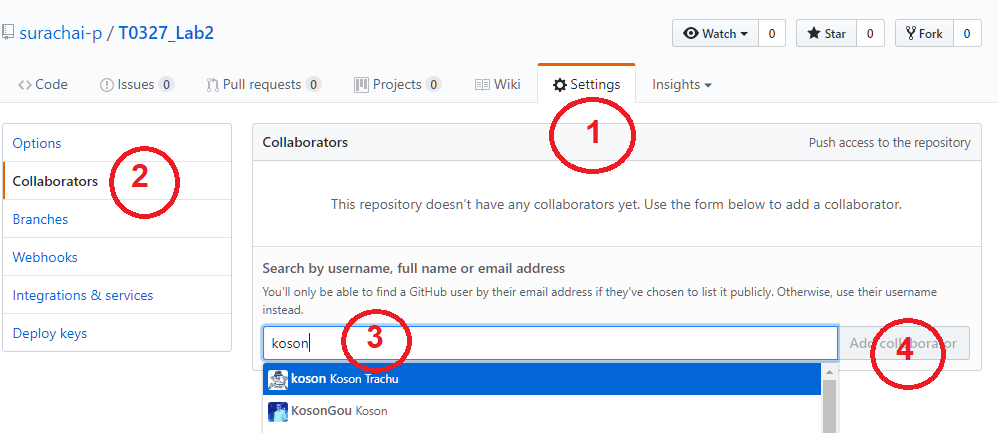 surachai-p / T0327_Lab2
Watch 0 Star 0 Fork 0
Code Issues 0 Pull requests 0 Projects 0 Wiki Settings Insights
1
Options
Collaborators
2
Branches
Webhooks
Integrations & services
Deploy keys
Collaborators Push access to the repository
This repository doesn't have any collaborators yet. Use the form below to add a collaborator.
Search by username, full name or email address
You'll only be able to find a GitHub user by their email address if they've chosen to list it publicly. Otherwise, use their username
instead.
koson 3 Add collaborator 4
koson Koson Trachu
KosonGou Koson